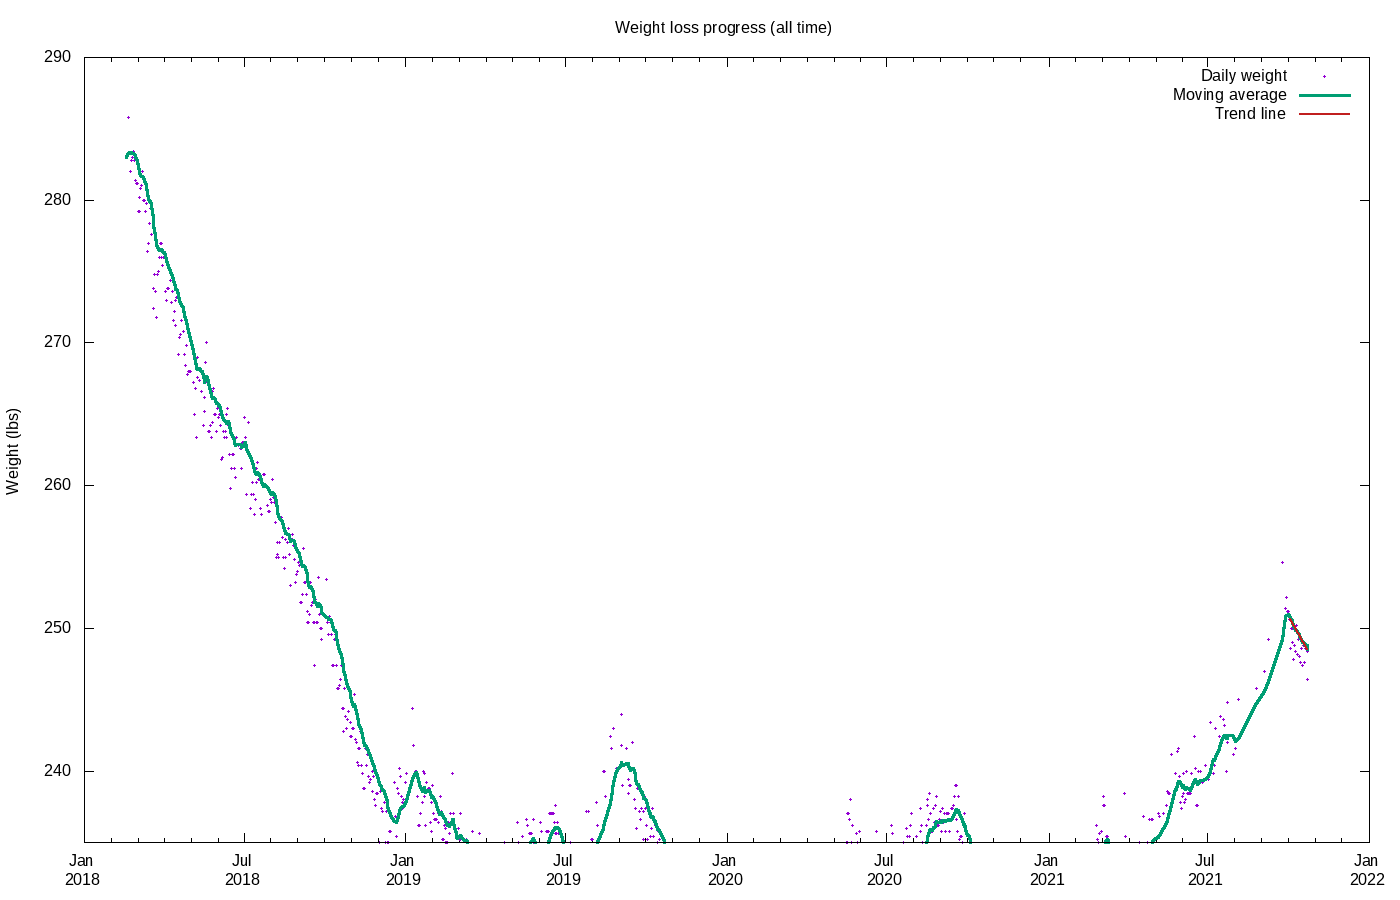 Weight loss progress (all time)
Daily weight
Moving average
Trend line
Weight (lbs)
290
280
270
260
250
240
Jan Jul Jan Jul Jan Jul Jan Jul Jan
2018 2018 2019 2019 2020 2020 2021 2021 2022